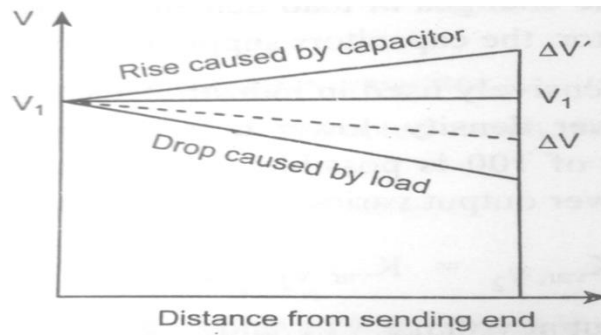 V
Rise caused by capacitor
ΔV′
V₁
V₁
ΔV
Drop caused by load
Distance from sending end